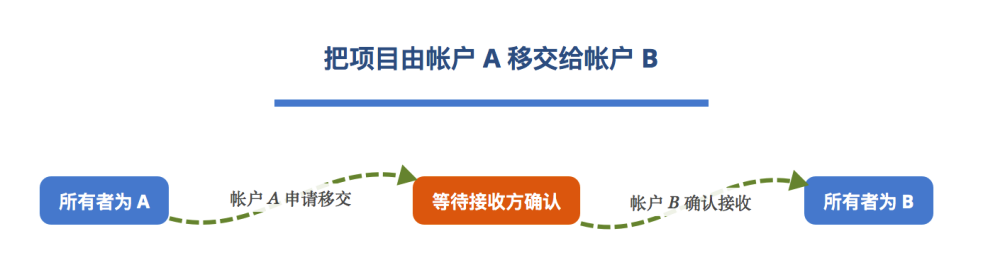 把项目由帐户 A 移交给帐户 B
所有者为 A
帐户 A 申请移交
等待接收方确认
帐户 B 确认接收
所有者为 B